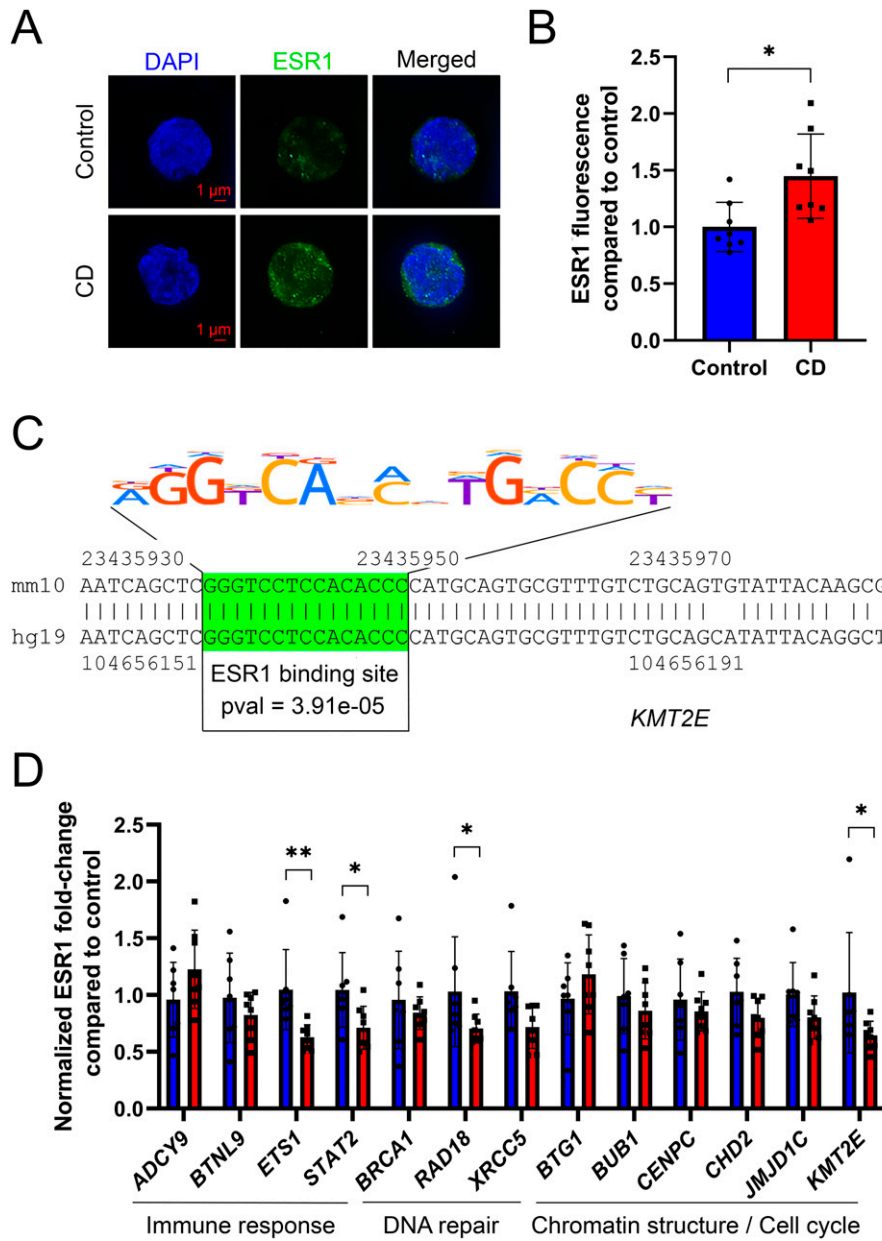 A
DAPI
ESR1
Merged
Control
1 µm
CD
1 µm
B
ESR1 fluorescence
compared to control
2.5
2.0
1.5
1.0
0.5
0.0
*
Control
CD
C
23435930
23435950
23435970
mm10
AATCAGCTCGGGTCCTCCACACCCCATGCAGTGCGTTTGTCTGCAGTGTATTACAAGCG
hg19
AATCAGCTCGGGTCCTCCACACCCCATGCAGTGCGTTTGTCTGCAGCATATTACAGGCT
104656151
104656191
ESR1 binding site
pval = 3.91e-05
KMT2E
D
Normalized ESR1 fold-change
compared to control
2.5
2.0
1.5
1.0
0.5
0.0
**
*
*
*
ADCY9
BTNL9
ETS1
STAT2
BRCA1
RAD18
XRCC5
BTG1
BUB1
CENPC
CHD2
JMJD1C
KMT2E
Immune response
DNA repair
Chromatin structure / Cell cycle